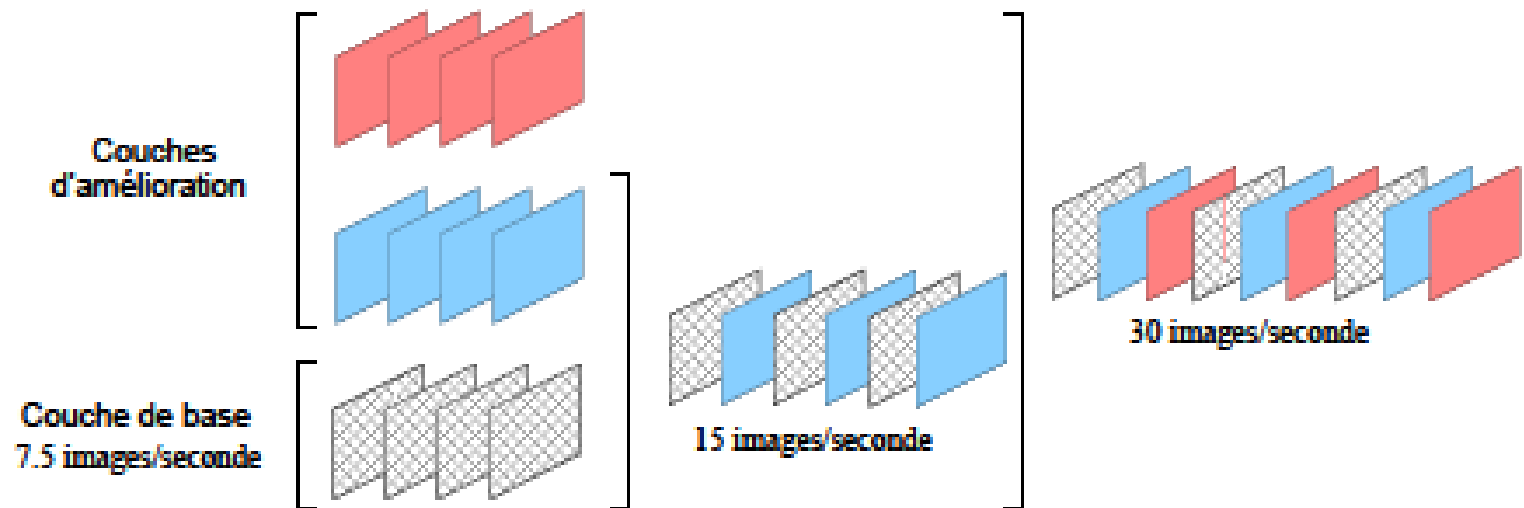 Couches
d'amélioration
Couche de base
7.5 images/seconde
15 images/seconde
30 images/seconde